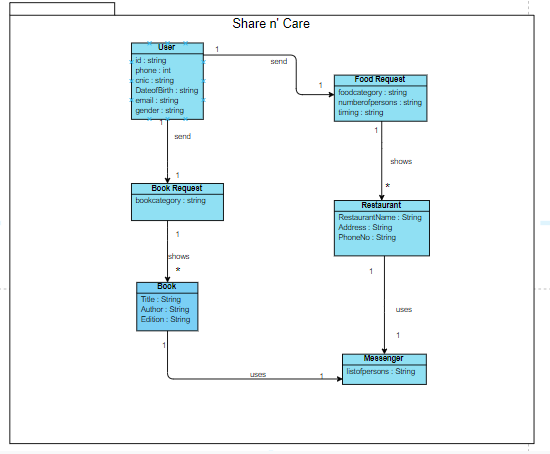 Share n' Care
User
id : string
phone : int
cnic : string
DateofBirth : string
email : string
gender : string
1
send
1
Food Request
foodcategory : string
numberofpersons : string
timing : string
1
send
1
1
shows
*
Book Request
bookcategory : string
Restaurant
RestaurantName : String
Address : String
PhoneNo : String
1
shows
*
Book
Title : String
Author : String
Edition : String
1
uses
1
Messenger
listofpersons : String
1
uses
1